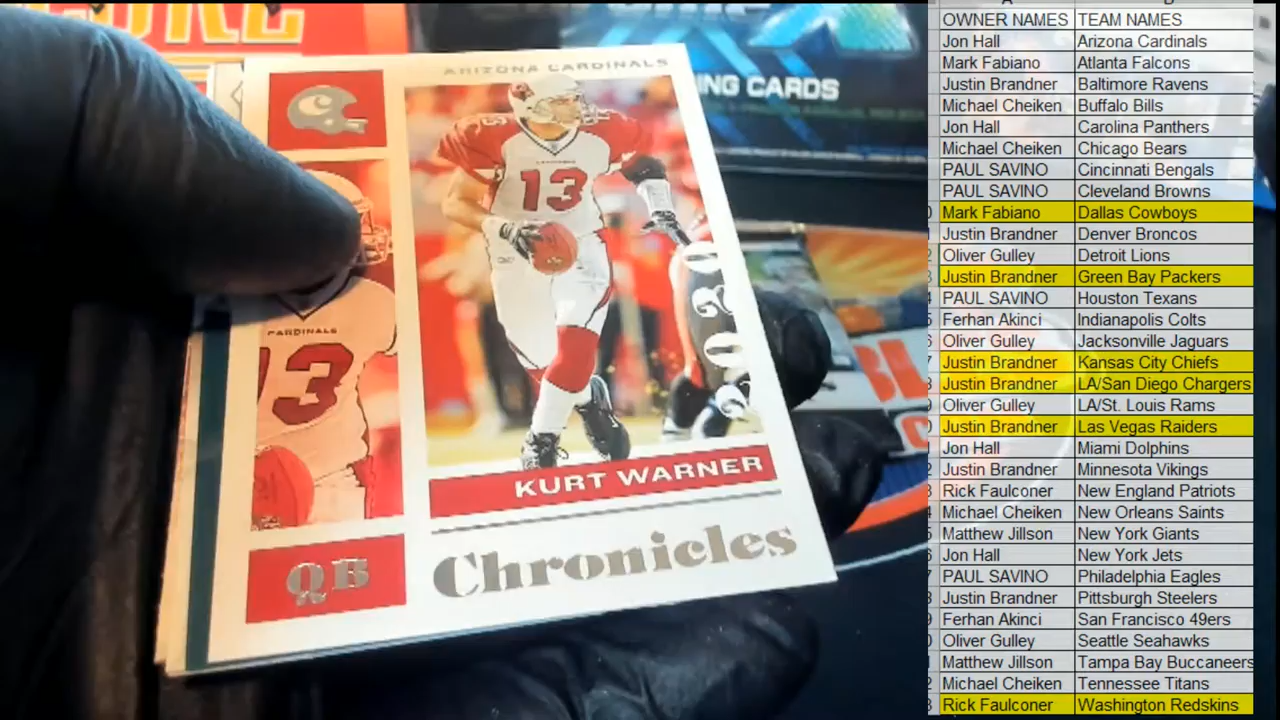 ORE
ING CARDS
ARIZONA CARDINALS
C
CARDINALS
13
CARDINALS
13
KURT WARNER
QB
Chronicles
BL
OWNER NAMES TEAM NAMES
Jon Hall Arizona Cardinals
Mark Fabiano Atlanta Falcons
Justin Brandner Baltimore Ravens
Michael Cheiken Buffalo Bills
Jon Hall Carolina Panthers
Michael Cheiken Chicago Bears
PAUL SAVINO Cincinnati Bengals
PAUL SAVINO Cleveland Browns
Mark Fabiano Dallas Cowboys
Justin Brandner Denver Broncos
Oliver Gulley Detroit Lions
Justin Brandner Green Bay Packers
PAUL SAVINO Houston Texans
Ferhan Akinci Indianapolis Colts
Oliver Gulley Jacksonville Jaguars
Justin Brandner Kansas City Chiefs
Justin Brandner LA/San Diego Chargers
Oliver Gulley LA/St. Louis Rams
Justin Brandner Las Vegas Raiders
Jon Hall Miami Dolphins
Justin Brandner Minnesota Vikings
Rick Faulconer New England Patriots
Michael Cheiken New Orleans Saints
Matthew Jillson New York Giants
Jon Hall New York Jets
PAUL SAVINO Philadelphia Eagles
Justin Brandner Pittsburgh Steelers
Ferhan Akinci San Francisco 49ers
Oliver Gulley Seattle Seahawks
Matthew Jillson Tampa Bay Buccaneers
Michael Cheiken Tennessee Titans
Rick Faulconer Washington Redskins